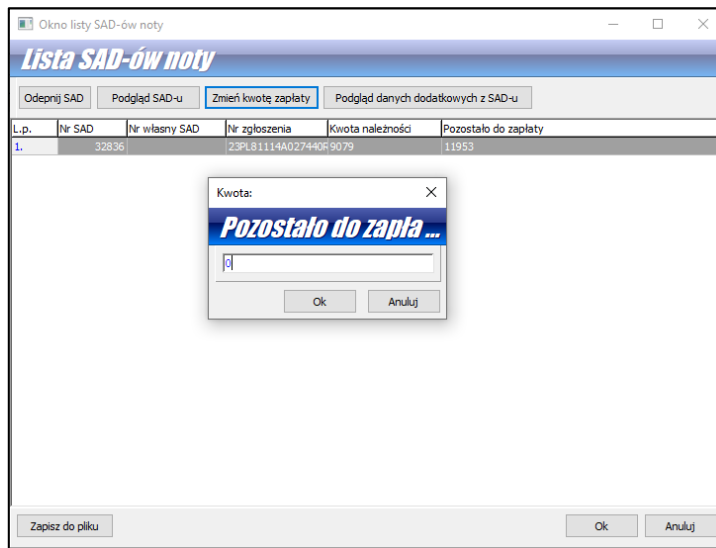 Okno listy SAD-ów noty
Lista SAD-ów noty
Odepnij SAD Podgląd SAD-u Zmień kwotę zapłaty Podgląd danych dodatkowych z SAD-u
L.p. Nr SAD Nr własny SAD Nr zgłoszenia Kwota należności Pozostało do zapłaty
1. 32836 23PL81114A027440R 9079 11953
Kwota:
Pozostało do zapła ...
0
Ok Anuluj
Zapisz do pliku Ok Anuluj